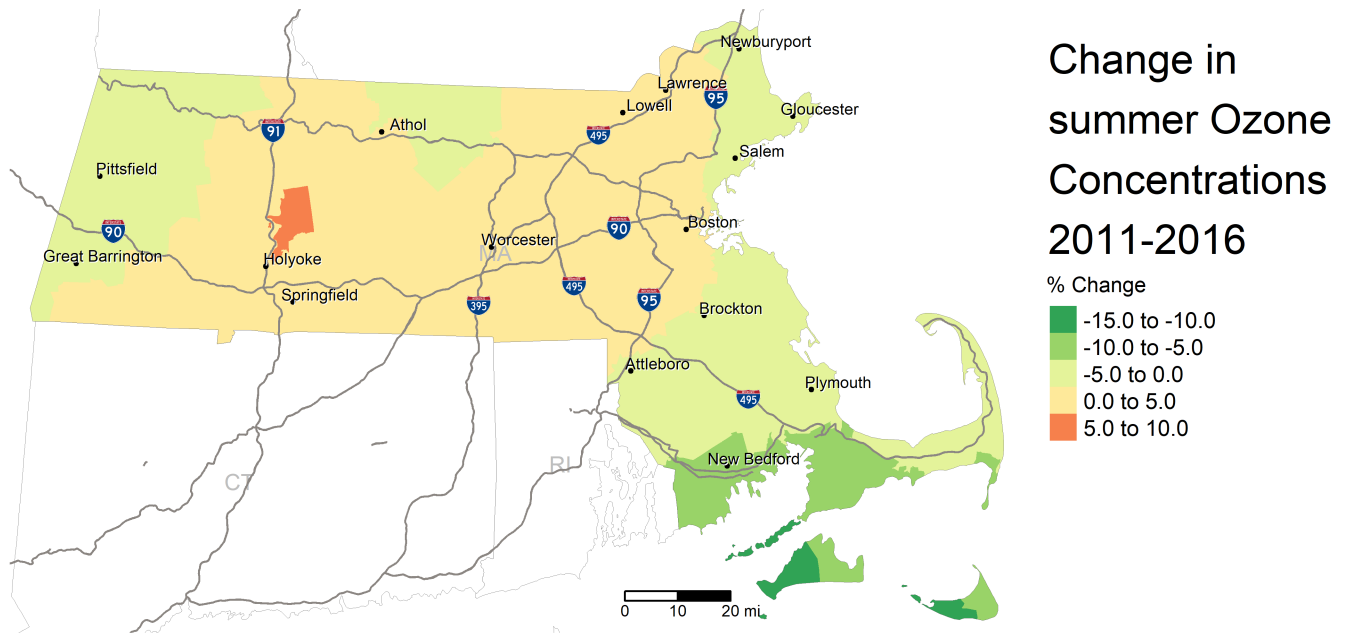 Change in
summer Ozone
Concentrations
2011-2016
% Change
-15.0 to -10.0
-10.0 to -5.0
-5.0 to 0.0
0.0 to 5.0
5.0 to 10.0
Newburyport
Lawrence
95
Lowell
Gloucester
91
Athol
495
Salem
Pittsfield
90
Great Barrington
Holyoke
Worcester
MA
90
Boston
Springfield
395
495
95
Brockton
Attleboro
495
Plymouth
New Bedford
CT
RI
0 10 20 mi